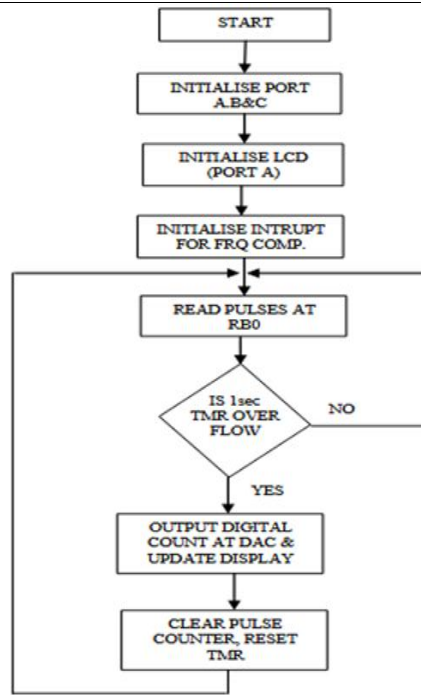 START
INITIALISE PORT
A.B&C
INITIALISE LCD
(PORT A)
INITIALISE INTRUPT
FOR FRQ COMP.
READ PULSES AT
RB0
IS 1sec
TMR OVER
FLOW
NO
YES
OUTPUT DIGITAL
COUNT AT DAC &
UPDATE DISPLAY
CLEAR PULSE
COUNTER, RESET
TMR